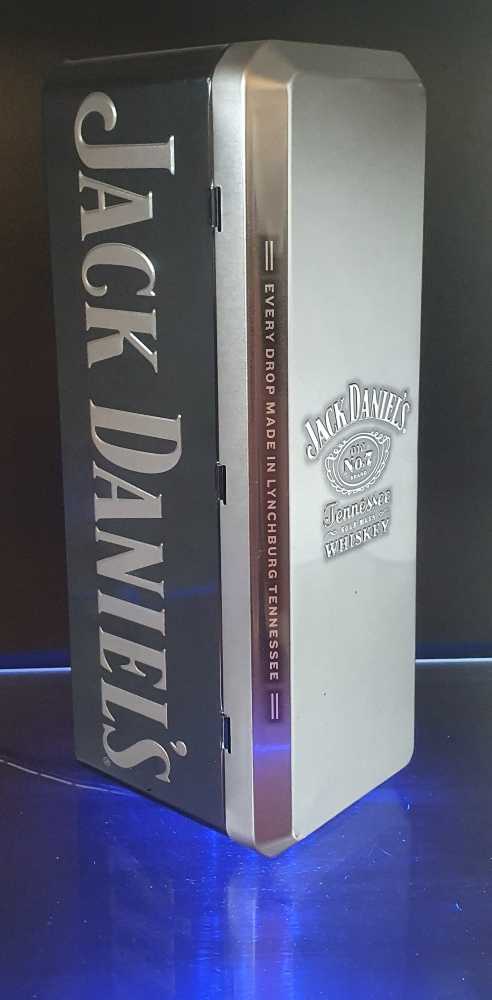 JACK DANIEL'S®
EVERY DROP MADE IN LYNCHBURG TENNESSEE
JACK DANIEL'S
OLD
No.7
BRAND
Tennessee
SOUR MASH
WHISKEY